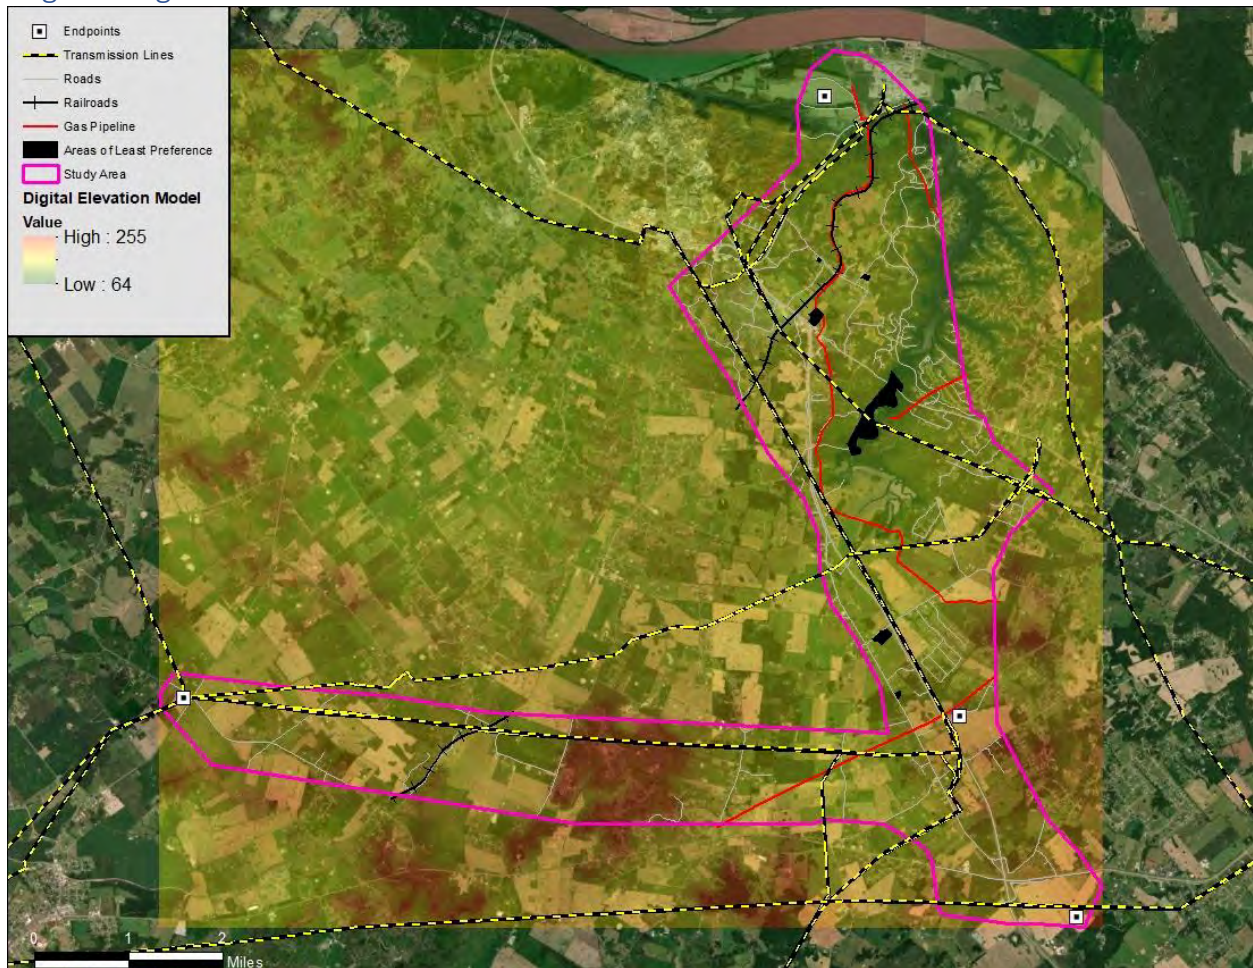 Endpoints
Transmission Lines
Roads
Railroads
Gas Pipeline
Areas of Least Preference
Study Area
Digital Elevation Model
Value
High : 255
Low : 64
0 1 2
Miles